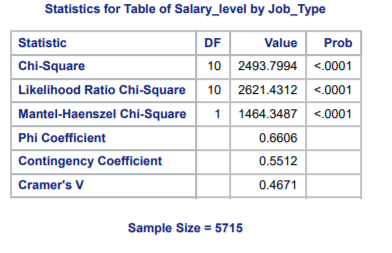 Statistics for Table of Salary_level by Job_Type
Statistic DF Value Prob
Chi-Square 10 2493.7994 <.0001
Likelihood Ratio Chi-Square 10 2621.4312 <.0001
Mantel-Haenszel Chi-Square 1 1464.3487 <.0001
Phi Coefficient 0.6606
Contingency Coefficient 0.5512
Cramer's V 0.4671
Sample Size = 5715